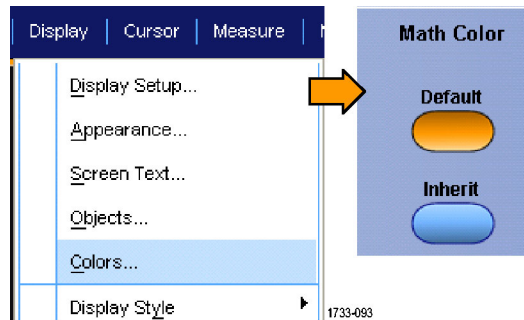 Display Cursor Measure
Display Setup...
Appearance...
Screen Text...
Objects...
Colors...
Display Style
1733-093
Math Color
Default
Inherit